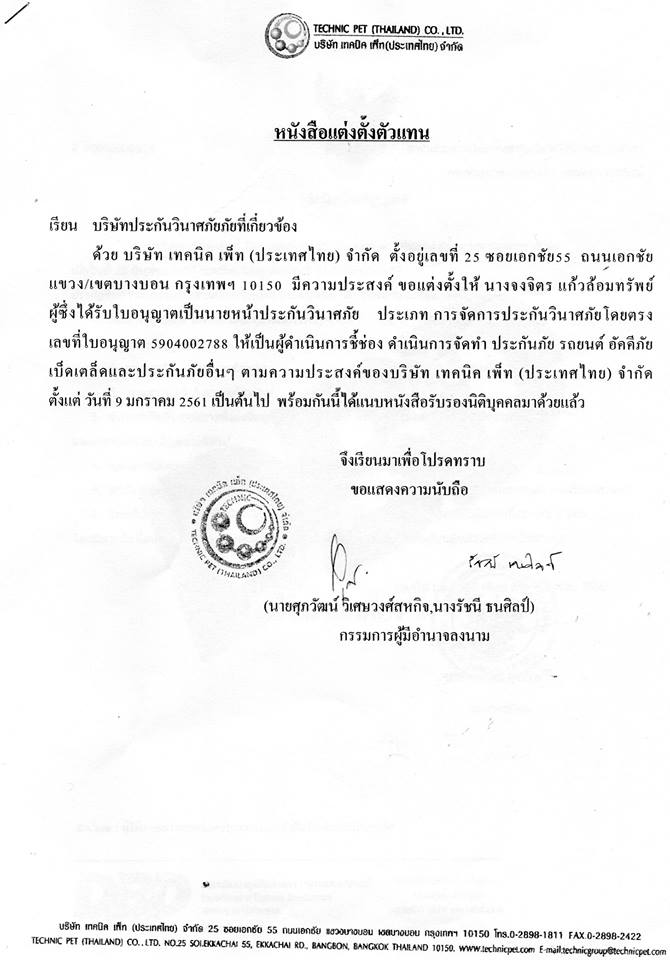 TECHNIC PET (THAILAND) CO., LTD.
บริษัท เทคนิค เพ็ท(ประเทศไทย) จำกัด
หนังสือแต่งตั้งตัวแทน
เรียน บริษัทประกันวินาศภัยภัยที่เกี่ยวข้อง
ด้วย บริษัท เทคนิค เพ็ท (ประเทศไทย) จำกัด ตั้งอยู่เลขที่ 25 ซอยเอกชัย55 ถนนเอกชัย
แขวง/เขตบางบอน กรุงเทพฯ 10150 มีความประสงค์ ขอแต่งตั้งให้ นางจงจิตร แก้วล้อมทรัพย์
ผู้ซึ่งได้รับใบอนุญาตเป็นนายหน้าประกันวินาศภัย ประเภท การจัดการประกันวินาศภัยโดยตรง
เลขที่ใบอนุญาต 5904002788 ให้เป็นผู้ดำเนินการชี้ช่อง ดำเนินการจัดทำ ประกันภัย รถยนต์ อัคคีภัย
เบ็ดเตล็ดและประกันภัยอื่นๆ ตามความประสงค์ของบริษัท เทคนิค เพ็ท (ประเทศไทย) จำกัด
ตั้งแต่ วันที่ 9 มกราคม 2561 เป็นต้นไป พร้อมกันนี้ได้แนบหนังสือรับรองนิติบุคคลมาด้วยแล้ว
จึงเรียนมาเพื่อโปรดทราบ
ขอแสดงความนับถือ
บริษัท เทคนิค เพ็ท (ประเทศไทย) จำกัด
TECHNIC
TECHNIC PET (THAILAND) CO., LTD.
(นายศุภวัฒน์ วิเศษวงศ์สหกิจ,นางรัชนี ธนศิลป์)
กรรมการผู้มีอำนาจลงนาม
บริษัท เทคนิค เพ็ท (ประเทศไทย) จำกัด 25 ซอยเอกชัย 55 ถนนเอกชัย แขวงบางบอน เขตบางบอน กรุงเทพฯ 10150 โทร.0-2898-1811 FAX.0-2898-2422
TECHNIC PET (THAILAND) CO., LTD. NO.25 SOI.EKKACHAI 55, EKKACHAI RD., BANGBON, BANGKOK THAILAND 10150. www.technicpet.com E-mail:technicgroup@technicpet.com